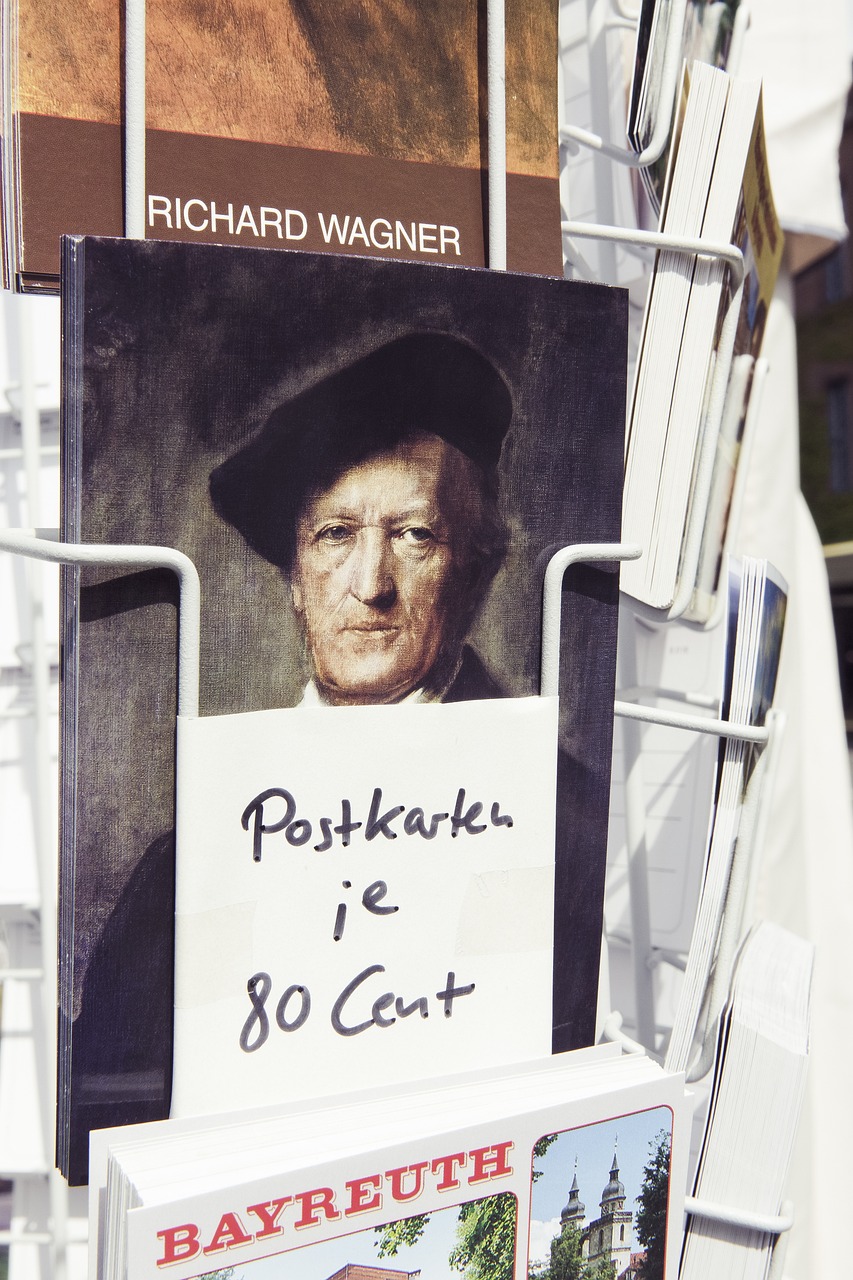 RICHARD WAGNER
Postkarten
je
80 Cent
BAYREUTH